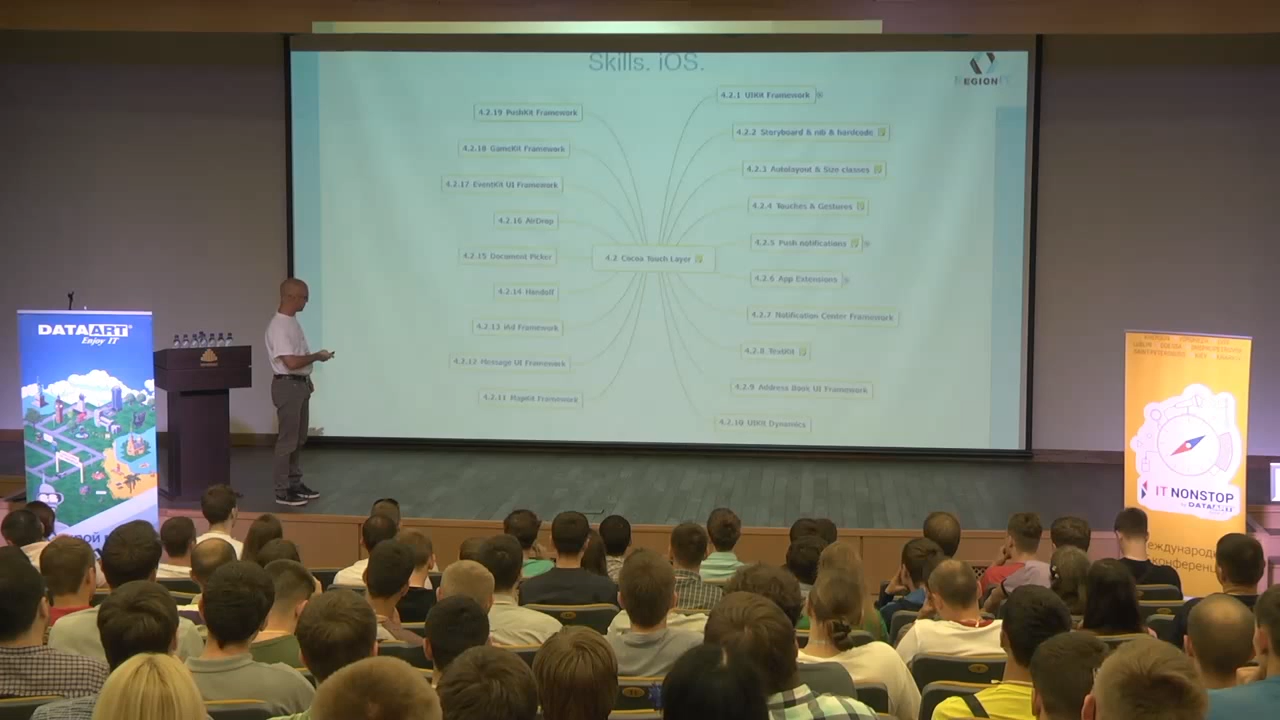 Skills. iOS.
REGION
4.2.1 UIKit Framework
4.2.19 PushKit Framework
4.2.2 Storyboard & nib & hardcode
4.2.18 GameKit Framework
4.2.3 Autolayout & Size classes
4.2.17 EventKit UI Framework
4.2.4 Touches & Gestures
4.2.16 AirDrop
4.2.5 Push notifications
4.2.15 Document Picker
4.2 Cocoa Touch Layer
4.2.6 App Extensions
4.2.14 Handoff
4.2.7 Notification Center Framework
4.2.13 iAd Framework
4.2.8 TextKit
4.2.12 Message UI Framework
4.2.9 Address Book UI Framework
4.2.11 MapKit Framework
4.2.10 UIKit Dynamics
DATAART
Enjoy IT
IT NONSTOP
by DATAART